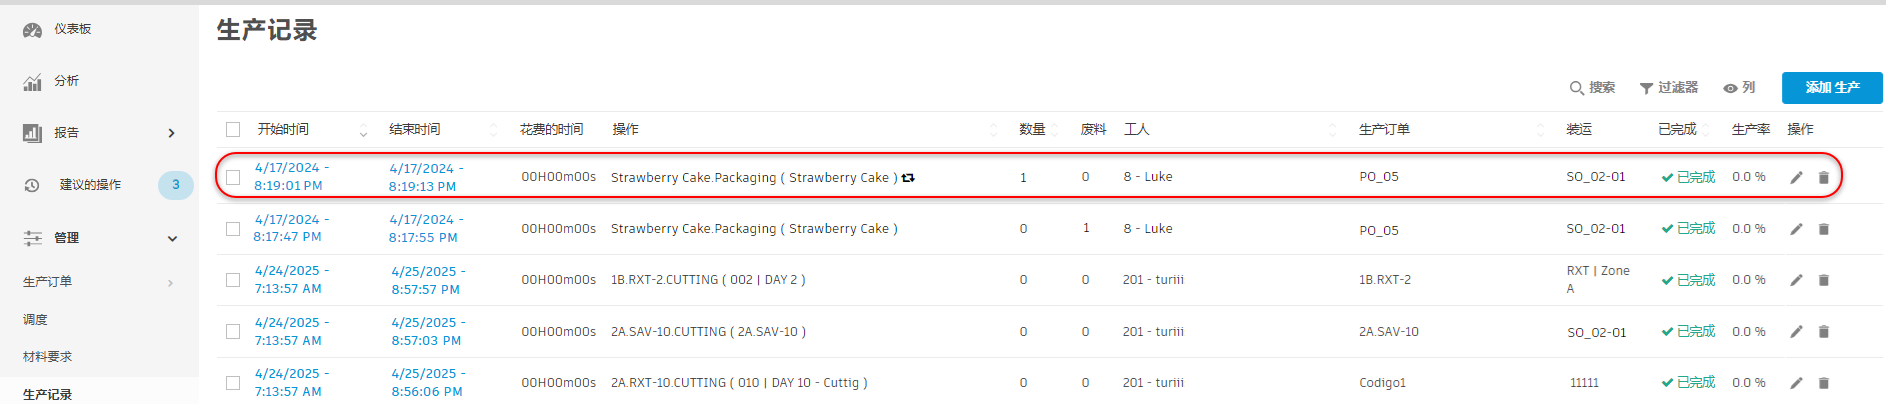 仪表板
分析
报告
建议的操作 3
管理
生产订单
调度
材料要求
生产记录
生产记录
搜索 过滤器 列 添加 生产
开始时间 结束时间 花费的时间 操作 数量 废料 工人 生产订单 装运 已完成 生产率 操作
4/17/2024 - 8:19:01 PM 4/17/2024 - 8:19:13 PM 00H00m00s Strawberry Cake.Packaging ( Strawberry Cake ) 1 0 8 - Luke PO_05 SO_02-01 已完成 0.0 %
4/17/2024 - 8:17:47 PM 4/17/2024 - 8:17:55 PM 00H00m00s Strawberry Cake.Packaging ( Strawberry Cake ) 0 1 8 - Luke PO_05 SO_02-01 已完成 0.0 %
4/24/2025 - 7:13:57 AM 4/25/2025 - 8:57:57 PM 00H00m00s 1B.RXT-2.CUTTING ( 002 | DAY 2 ) 0 0 201 - turiii 1B.RXT-2 RXT | Zone A 已完成 0.0 %
4/24/2025 - 7:13:57 AM 4/25/2025 - 8:57:03 PM 00H00m00s 2A.SAV-10.CUTTING ( 2A.SAV-10 ) 0 0 201 - turiii 2A.SAV-10 SO_02-01 已完成 0.0 %
4/24/2025 - 7:13:57 AM 4/25/2025 - 8:56:06 PM 00H00m00s 2A.RXT-10.CUTTING ( 010 | DAY 10 - Cuttig ) 0 0 201 - turiii Codigo1 11111 已完成 0.0 %